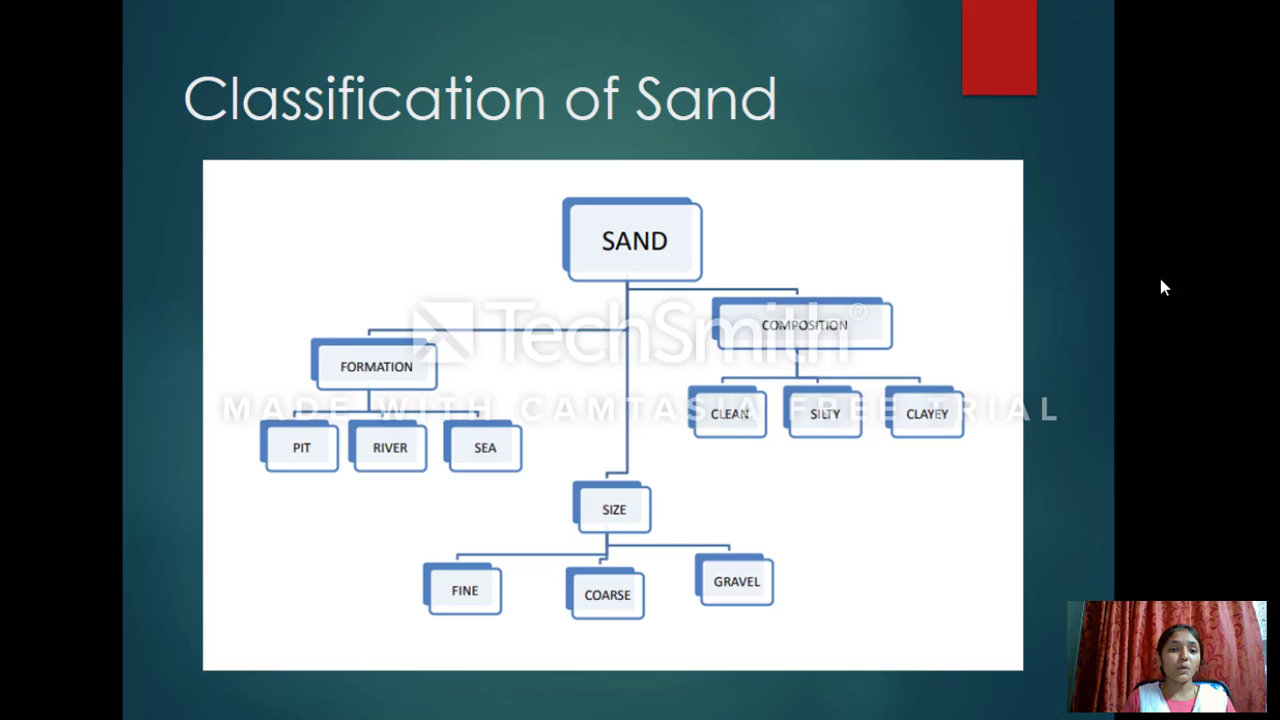 Classification of Sand
SAND
COMPOSITION
TechSmith®
FORMATION
MADE WITH CAMTASIA FREE TRIAL
CLEAN SILTY CLAYEY
PIT RIVER SEA
SIZE
FINE COARSE GRAVEL